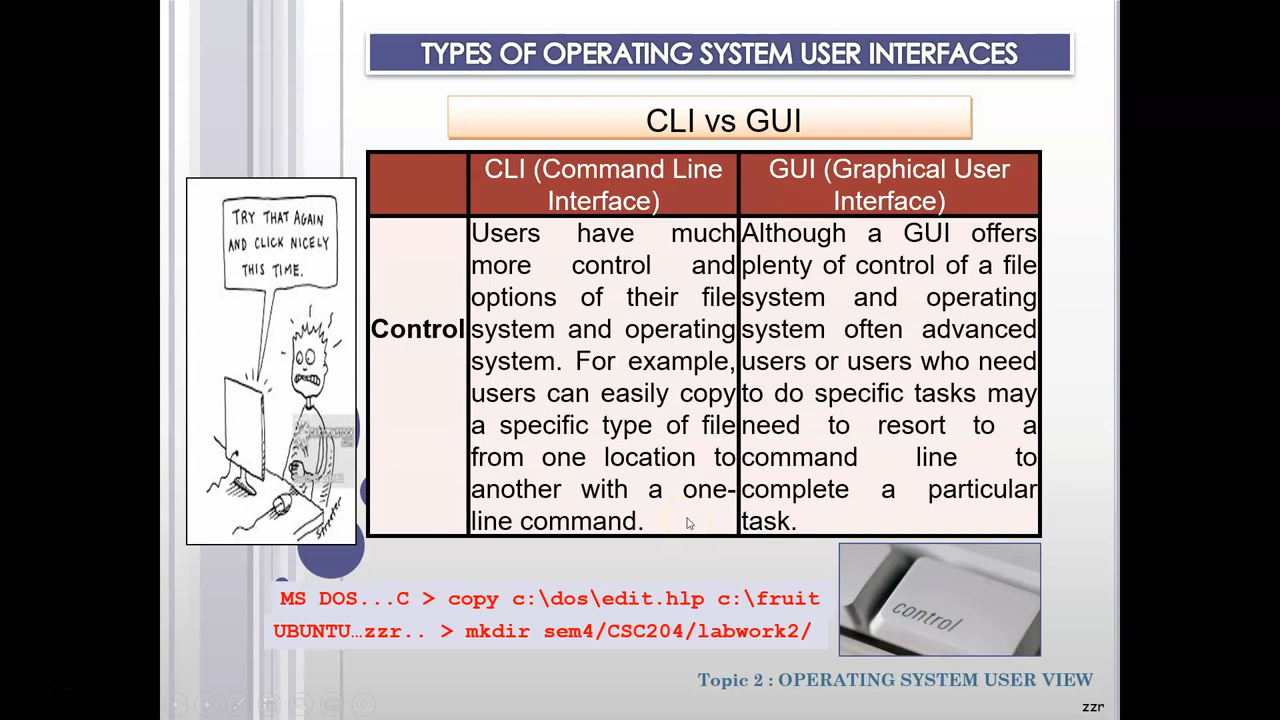 TYPES OF OPERATING SYSTEM USER INTERFACES
CLI vs GUI
CLI (Command Line
Interface)
GUI (Graphical User
Interface)
Control
Users have much
more control and
options of their file
system and operating
system. For example,
users can easily copy
a specific type of file
from one location to
another with a one-
line command.
Although a GUI offers
plenty of control of a file
system and operating
system often advanced
users or users who need
to do specific tasks may
need to resort to a
command line to
complete a particular
task.
TRY THAT AGAIN
AND CLICK NICELY
THIS TIME.
MS DOS...C > copy c:\dos\edit.hlp c:\fruit
UBUNTU…zzr.. > mkdir sem4/CSC204/labwork2/
control
Topic 2 : OPERATING SYSTEM USER VIEW
zzr